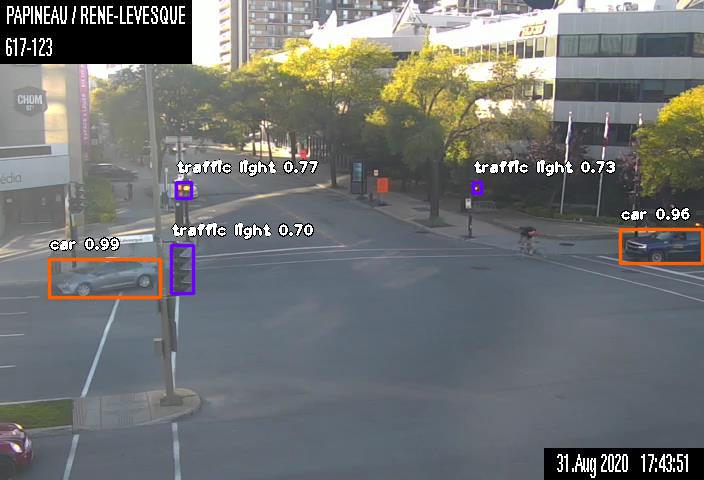 PAPINEAU / RENE-LEVESQUE
617-123
CHOM
édia
traffic light 0.77
traffic light 0.73
car 0.96
car 0.99
traffic light 0.70
31.Aug 2020 17:43:51